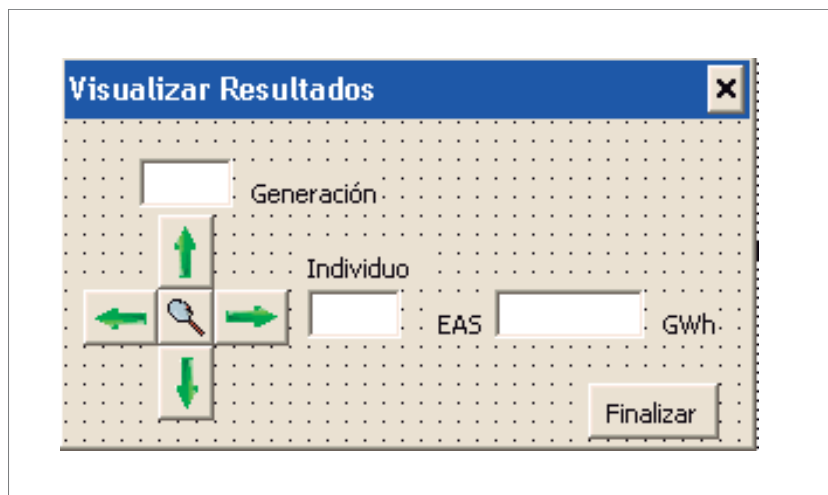 Visualizar Resultados
Generación
Individuo
EAS GWh
Finalizar